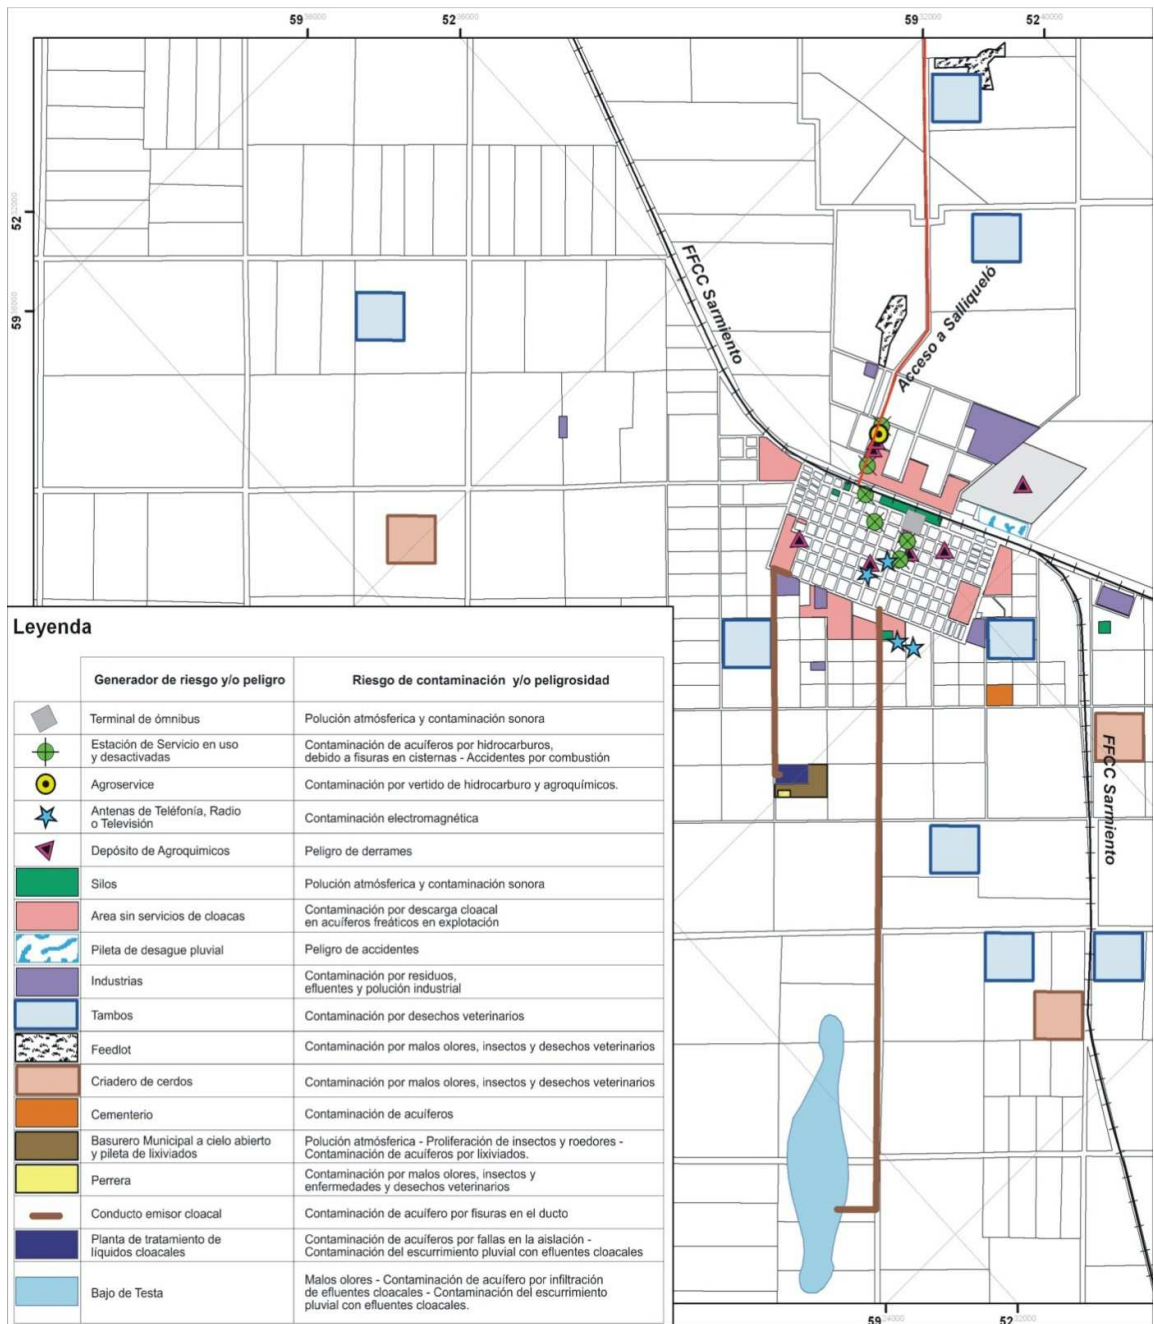 59 36000
52 36000
59 32000
52 40000
52 32000
59 36000
FFCC Sarmiento
Acceso a Salliqueló
FFCC Sarmiento
Leyenda
Generador de riesgo y/o peligro
Riesgo de contaminación y/o peligrosidad
Terminal de ómnibus
Polución atmósferica y contaminación sonora
Estación de Servicio en uso
y desactivadas
Contaminación de acuíferos por hidrocarburos,
debido a fisuras en cisternas - Accidentes por combustión
Agroservice
Contaminación por vertido de hidrocarburo y agroquímicos.
Antenas de Teléfonía, Radio
o Televisión
Contaminación electromagnética
Depósito de Agroquimicos
Peligro de derrames
Silos
Polución atmósferica y contaminación sonora
Area sin servicios de cloacas
Contaminación por descarga cloacal
en acuíferos freáticos en explotación
Pileta de desague pluvial
Peligro de accidentes
Industrias
Contaminación por residuos,
efluentes y polución industrial
Tambos
Contaminación por desechos veterinarios
Feedlot
Contaminación por malos olores, insectos y desechos veterinarios
Criadero de cerdos
Contaminación por malos olores, insectos y desechos veterinarios
Cementerio
Contaminación de acuíferos
Basurero Municipal a cielo abierto
y pileta de lixiviados
Polución atmósferica - Proliferación de insectos y roedores -
Contaminación de acuíferos por lixiviados.
Perrera
Contaminación por malos olores, insectos y
enfermedades y desechos veterinarios
Conducto emisor cloacal
Contaminación de acuífero por fisuras en el ducto
Planta de tratamiento de
líquidos cloacales
Contaminación de acuíferos por fallas en la aislación -
Contaminación del escurrimiento pluvial con efluentes cloacales
Bajo de Testa
Malos olores - Contaminación de acuífero por infiltración
de efluentes cloacales - Contaminación del escurrimiento
pluvial con efluentes cloacales.
59 24000
52 32000